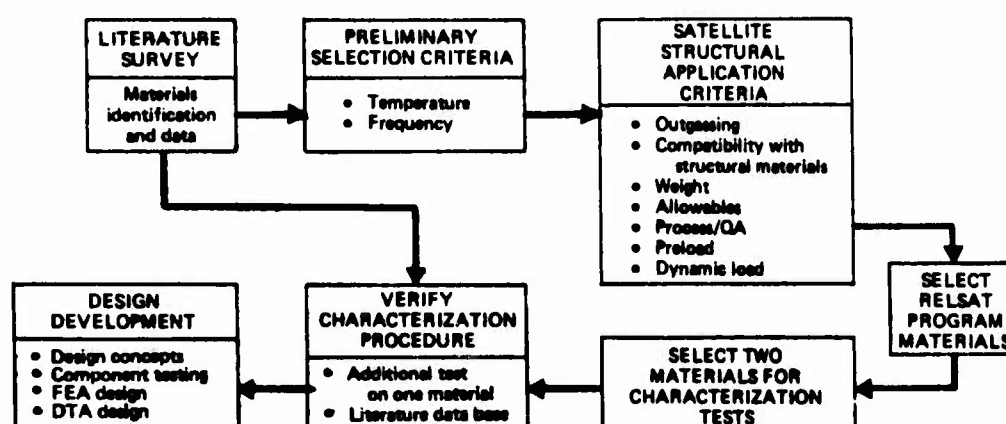 LITERATURE
SURVEY
Materials
identification
and data
PRELIMINARY
SELECTION CRITERIA
• Temperature
• Frequency
SATELLITE
STRUCTURAL
APPLICATION
CRITERIA
• Outgassing
• Compatibility with
structural materials
• Weight
• Allowables
• Process/QA
• Preload
• Dynamic load
SELECT
RELSAT
PROGRAM
MATERIALS
SELECT TWO
MATERIALS FOR
CHARACTERIZATION
TESTS
VERIFY
CHARACTERIZATION
PROCEDURE
• Additional test
on one material
• Literature data base
DESIGN
DEVELOPMENT
• Design concepts
• Component testing
• FEA design
• DTA design